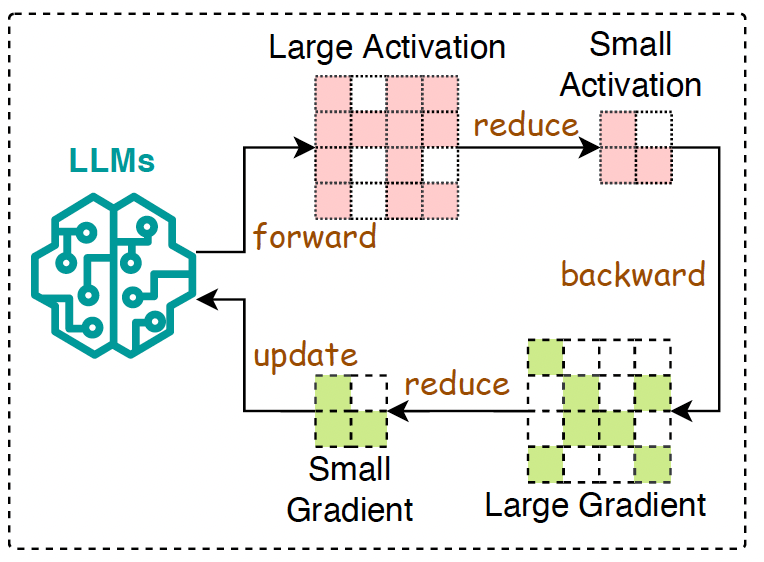 Large Activation
Small
Activation
reduce
LLMs
forward
backward
update
reduce
Small
Gradient
Large Gradient